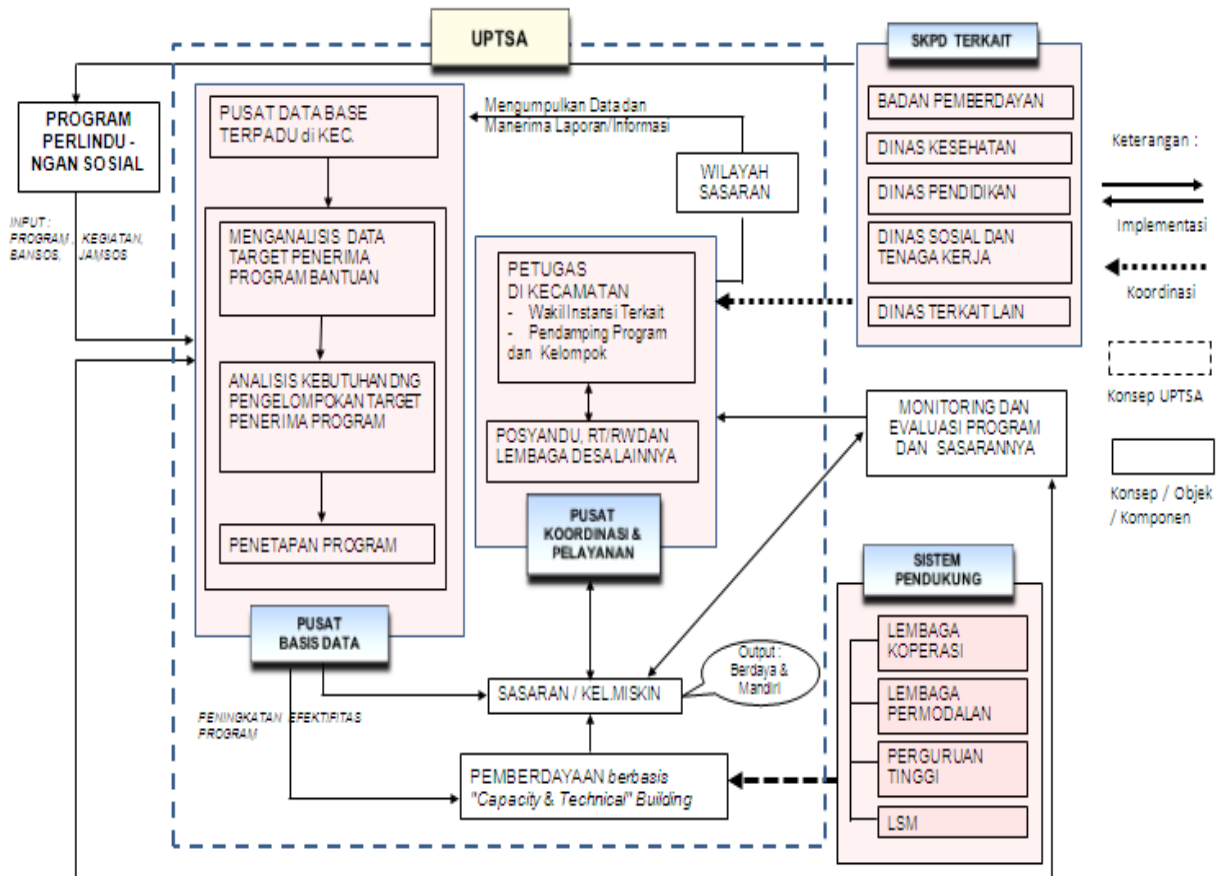 UPTSA
SKPD TERKAIT
BADAN PEMBERDAYAN
DINAS KESEHATAN
DINAS PENDIDIKAN
DINAS SOSIAL DAN
TENAGA KERJA
DINAS TERKAIT LAIN
PROGRAM
PERLINDU -
NGAN SOSIAL
INPUT :
PROGRAM , KEGIATAN,
BANSOS, JAMSOS
PUSAT DATA BASE
TERPADU di KEC.
MENGANALISIS DATA
TARGET PENERIMA
PROGRAM BANTUAN
ANALISIS KEBUTUHAN DNG
PENGELOMPOKAN TARGET
PENERIMA PROGRAM
PENETAPAN PROGRAM
PUSAT
BASIS DATA
Mengumpulkan Data dan
Manerima Laporan/Informasi
WILAYAH
SASARAN
PETUGAS
DI KECAMATAN
- Wakil Instansi Terkait
- Pendamping Program
dan Kelompok
POSYANDU, RT/RW DAN
LEMBAGA DESA LAINNYA
PUSAT
KOORDINASI &
PELAYANAN
Keterangan :
Implementasi
Koordinasi
Konsep UPTSA
Konsep / Objek
/ Komponen
MONITORING DAN
EVALUASI PROGRAM
DAN SASARANNYA
SISTEM
PENDUKUNG
LEMBAGA
KOPERASI
LEMBAGA
PERMODALAN
PERGURUAN
TINGGI
LSM
Output :
Berdaya &
Mandiri
SASARAN / KEL.MISKIN
PENINGKATAN EFEKTIFITAS
PROGRAM
PEMBERDAYAAN berbasis
"Capacity & Technical" Building